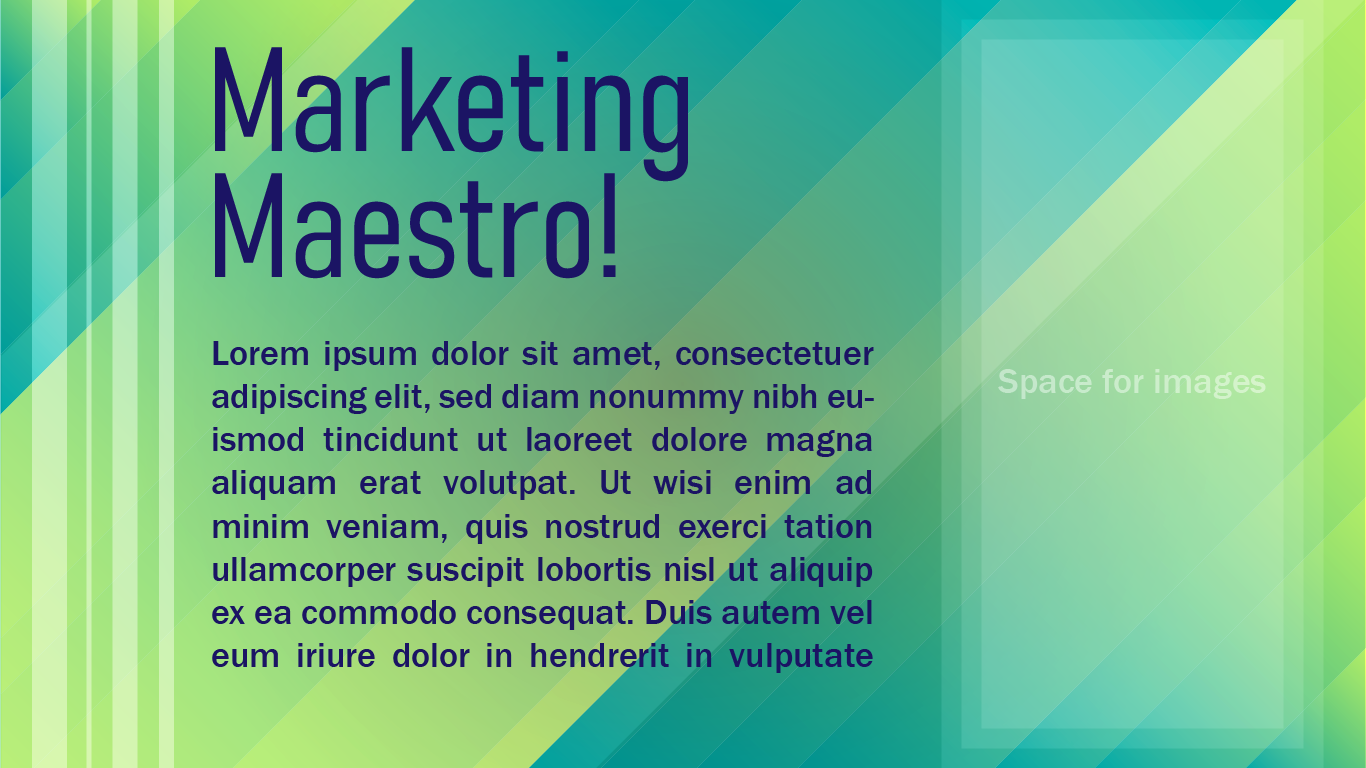 Marketing
Maestro!
Lorem ipsum dolor sit amet, consectetuer
adipiscing elit, sed diam nonummy nibh eu-
ismod tincidunt ut laoreet dolore magna
aliquam erat volutpat. Ut wisi enim ad
minim veniam, quis nostrud exerci tation
ullamcorper suscipit lobortis nisl ut aliquip
ex ea commodo consequat. Duis autem vel
eum iriure dolor in hendrerit in vulputate
Space for images